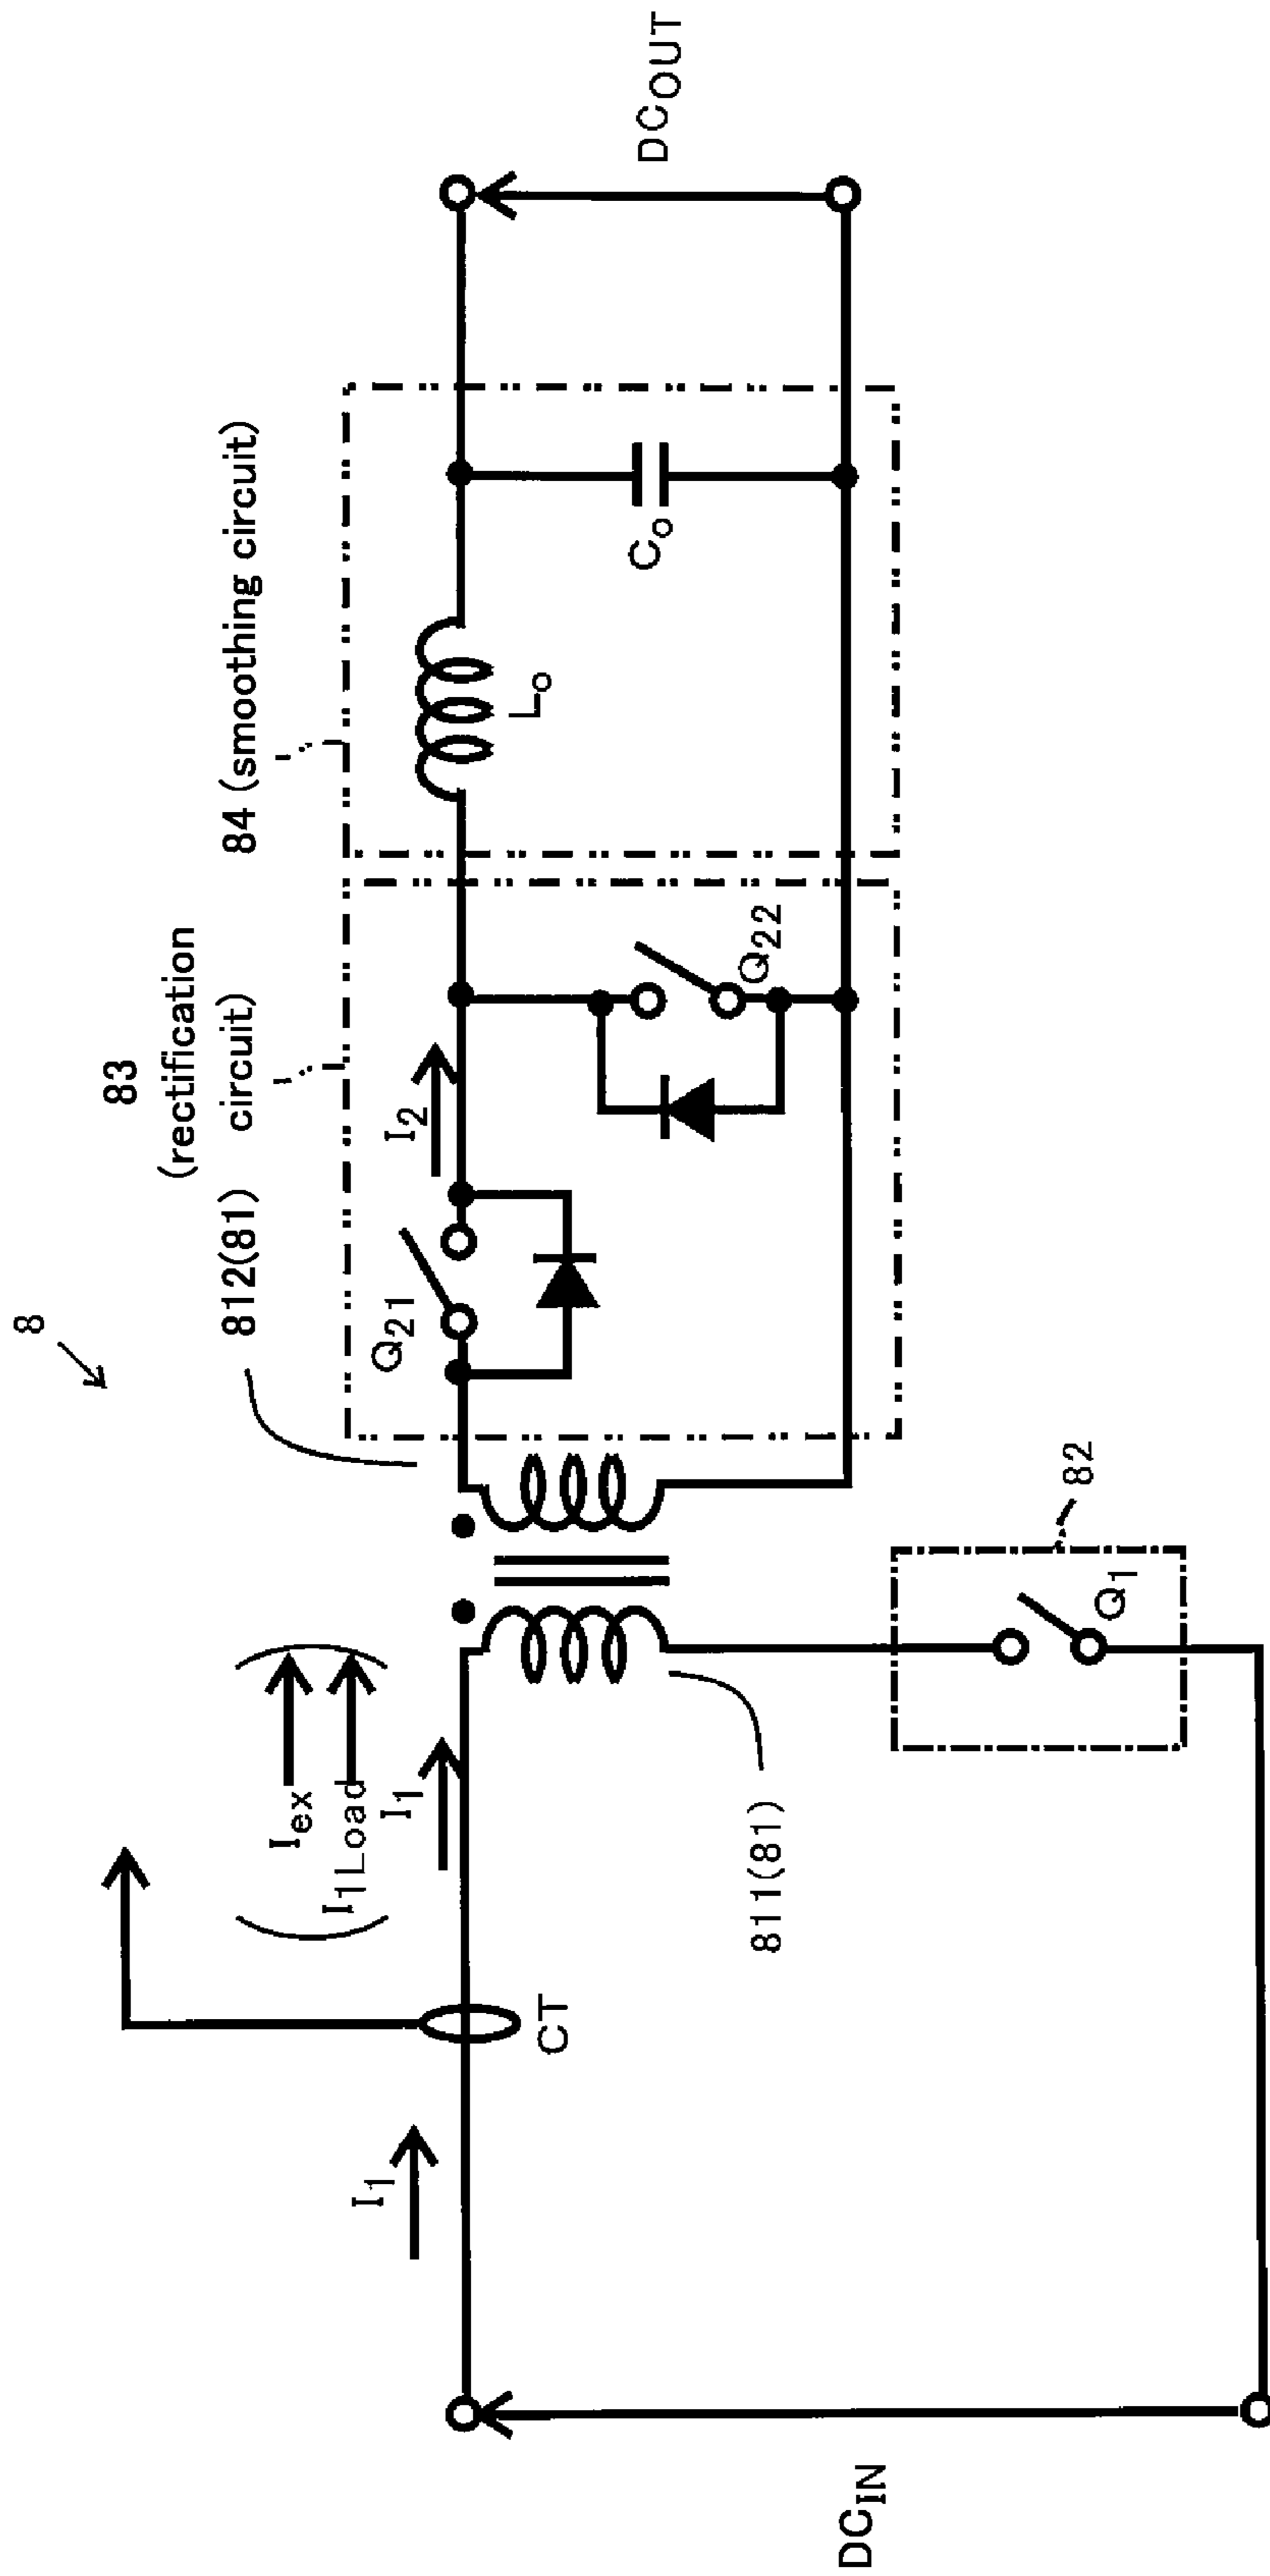 8
83
(rectification
circuit)
84 (smoothing circuit)
812(81)
I_ex
I_1Load
I_1
I_1
CT
811(81)
82
Q_1
Q_21
I_2
Q_22
L_o
C_o
DC_IN
DC_OUT